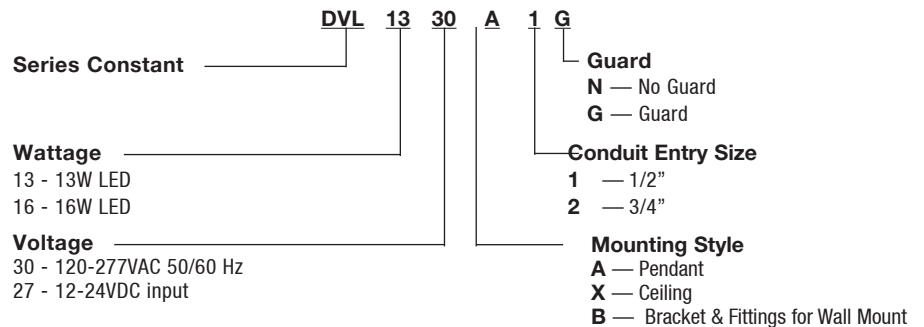 DVL 13 30 A 1 G
Series Constant
Guard
N — No Guard
G — Guard
Wattage
13 - 13W LED
16 - 16W LED
Conduit Entry Size
1 — 1/2”
2 — 3/4”
Voltage
30 - 120-277VAC 50/60 Hz
27 - 12-24VDC input
Mounting Style
A — Pendant
X — Ceiling
B — Bracket & Fittings for Wall Mount